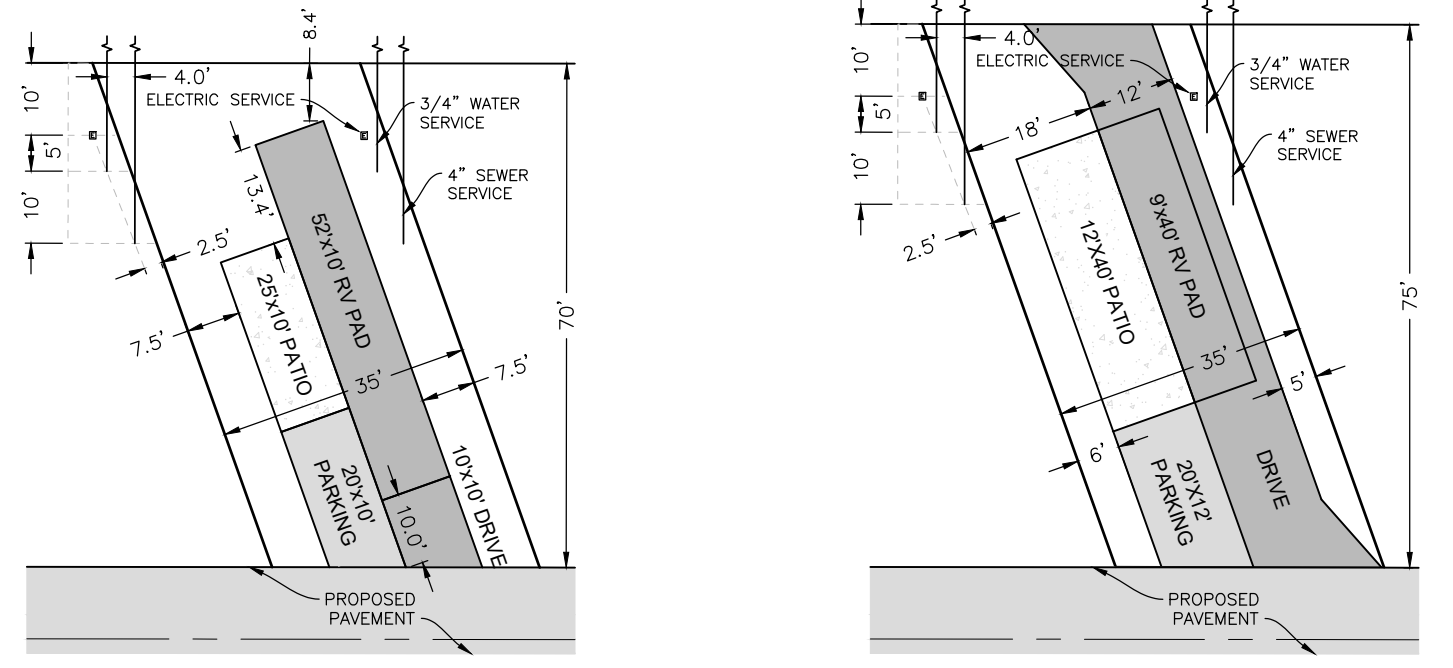 8.4'
4.0'
ELECTRIC SERVICE
3/4" WATER
SERVICE
4" SEWER
SERVICE
10'
5'
10'
13.4'
2.5'
7.5'
52'x10' RV PAD
25'x10' PATIO
35'
7.5'
70'
20'x10'
PARKING
10.0'
10'x10' DRIVE
PROPOSED
PAVEMENT
4.0'
ELECTRIC SERVICE
3/4" WATER
SERVICE
4" SEWER
SERVICE
10'
5'
10'
12'
18'
2.5'
9'x40' RV PAD
12'X40' PATIO
35'
5'
75'
6'
20'X12'
PARKING
DRIVE
PROPOSED
PAVEMENT